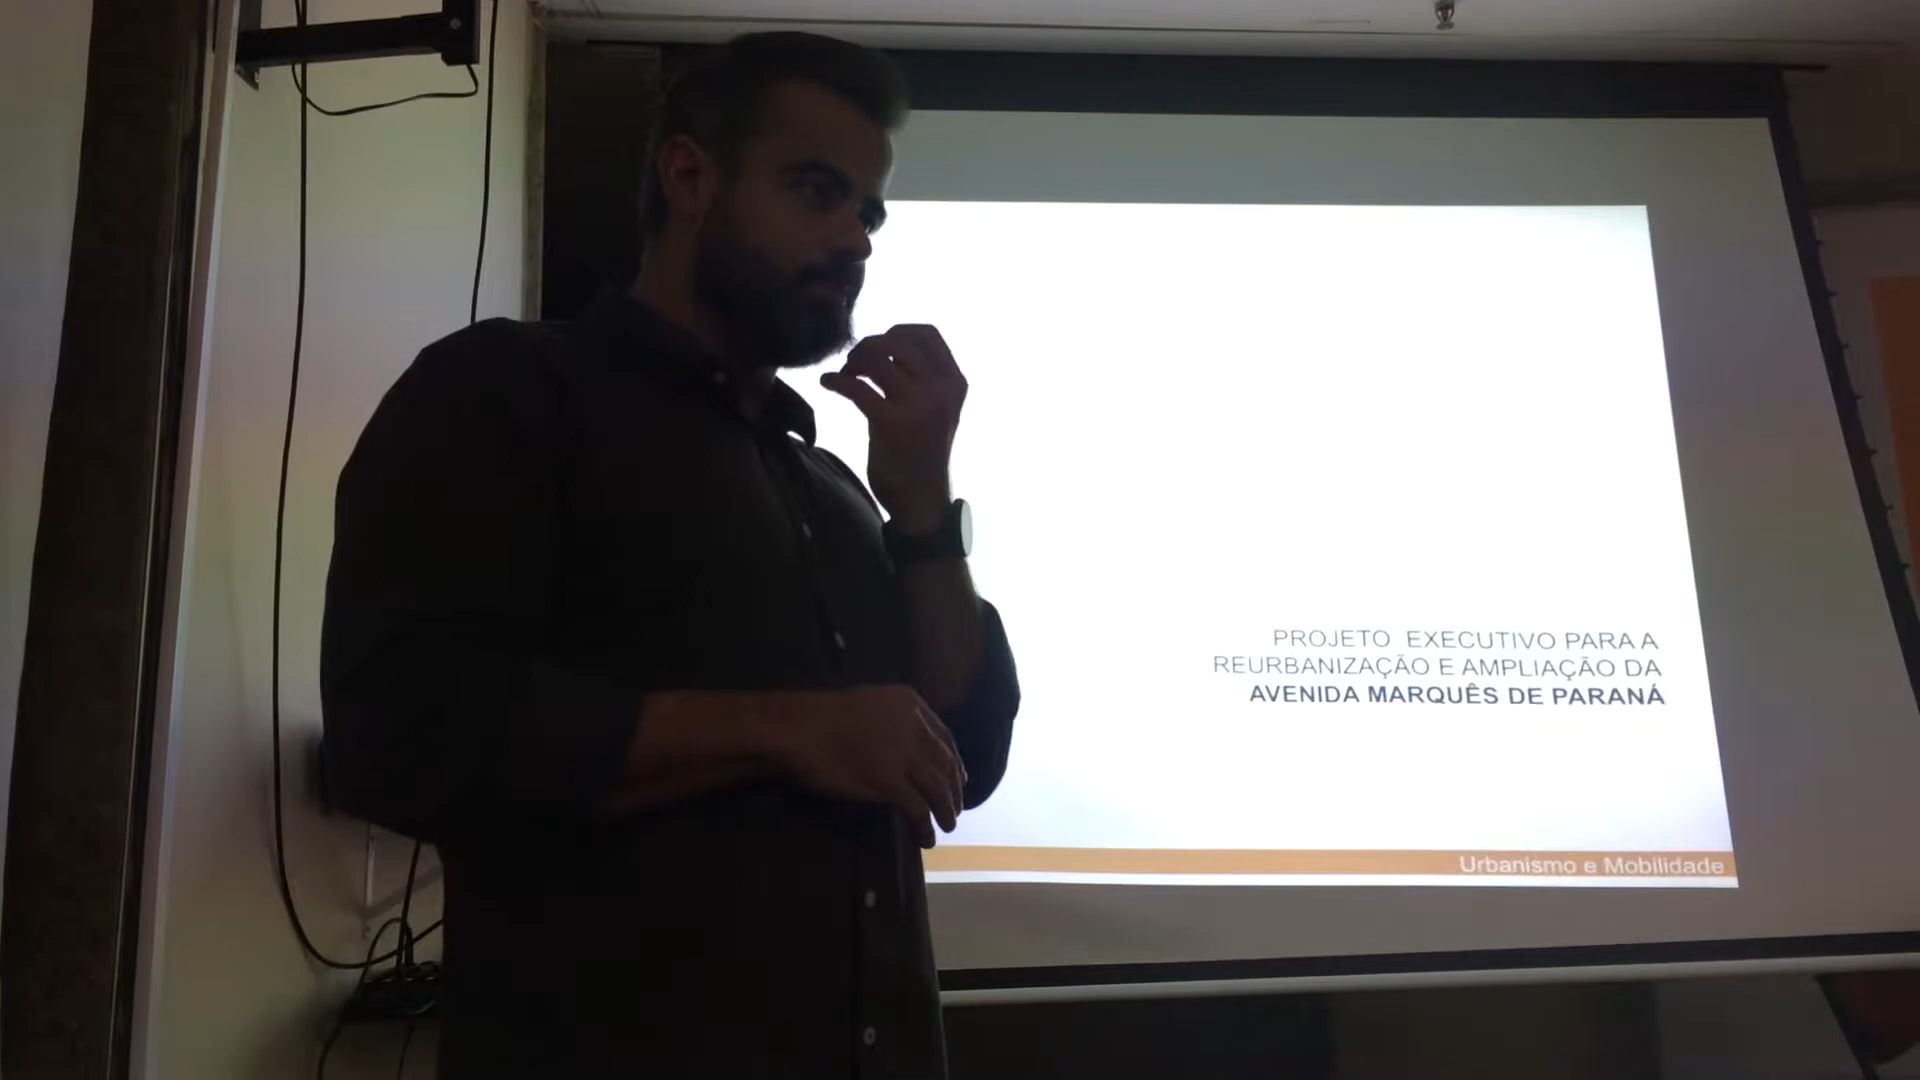 PROJETO EXECUTIVO PARA A
REURBANIZAÇÃO E AMPLIAÇÃO DA
AVENIDA MARQUÊS DE PARANÁ
Urbanismo e Mobilidade